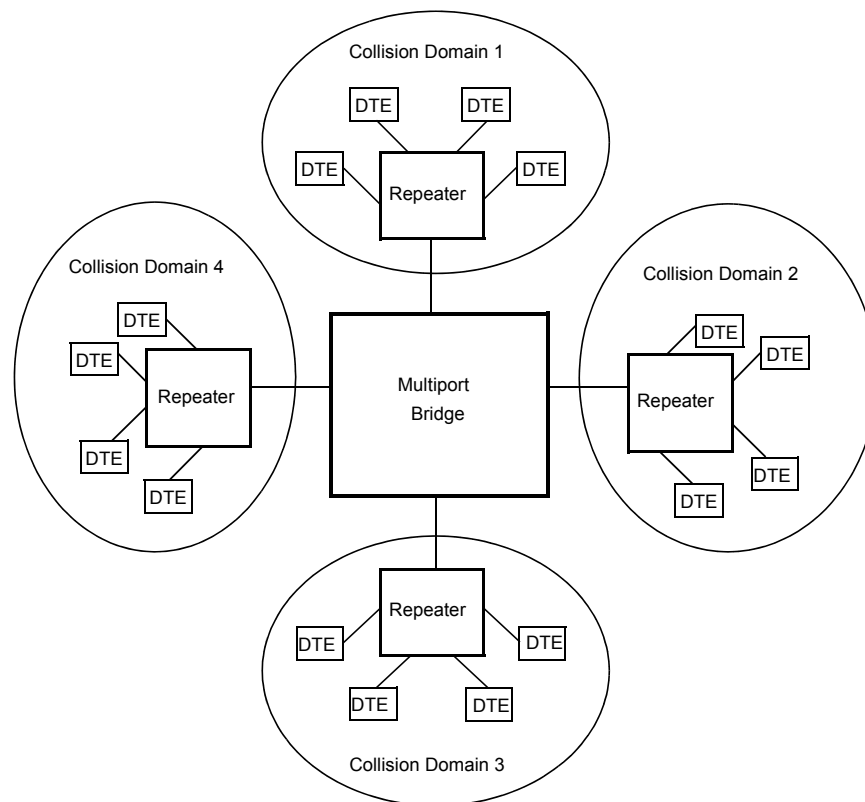 Collision Domain 1
DTE
DTE
DTE
DTE
Repeater
Collision Domain 4
DTE
DTE
Repeater
DTE
DTE
Multiport
Bridge
Collision Domain 2
DTE
DTE
Repeater
DTE
DTE
Repeater
DTE
DTE
DTE
DTE
Collision Domain 3